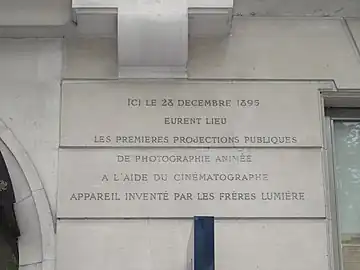 ICI LE 28 DECEMBRE 1895
EURENT LIEU
LES PREMIERES PROJECTIONS PUBLIQUES
DE PHOTOGRAPHIE ANIMÉE
A L'AIDE DU CINEMATOGRAPHE
APPAREIL INVENTÉ PAR LES FRÈRES LUMIÈRE